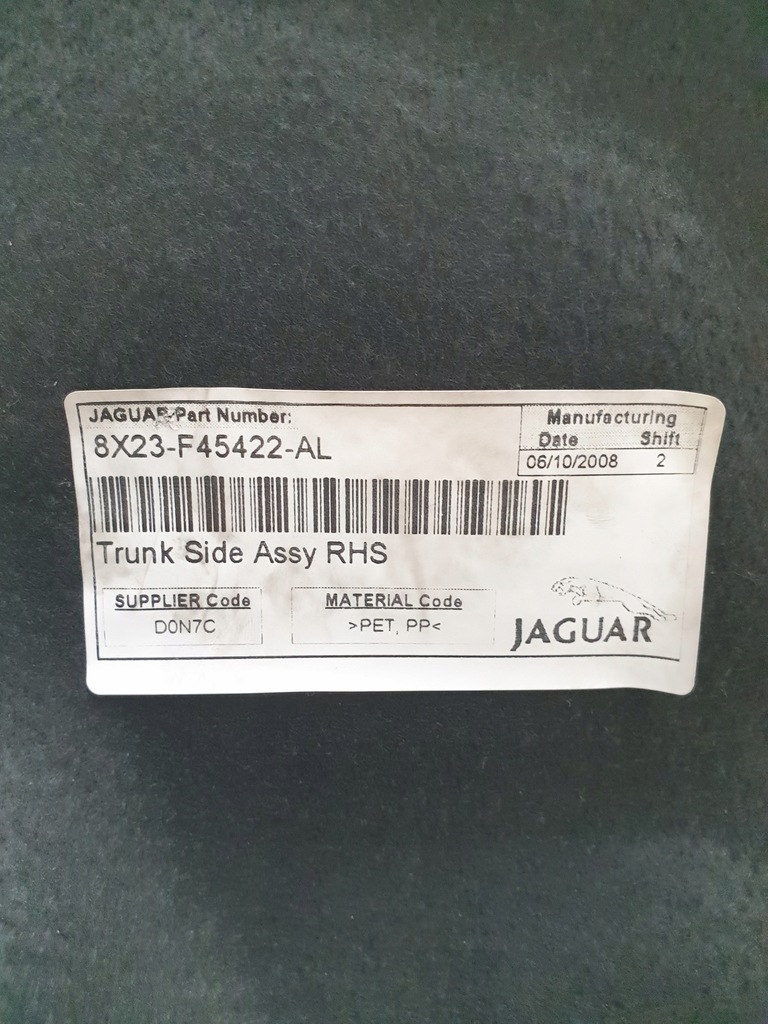 JAGUAR Part Number:
8X23-F45422-AL
Manufacturing
Date Shift
06/10/2008 2
Trunk Side Assy RHS
SUPPLIER Code
D0N7C
MATERIAL Code
>PET, PP<
JAGUAR